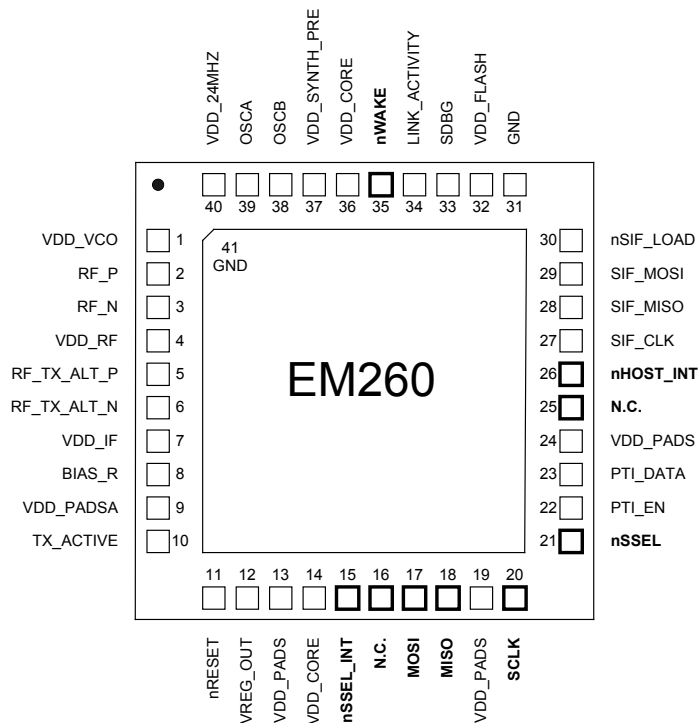 VDD_24MHZ
OSCA
OSCB
VDD_SYNTH_PRE
VDD_CORE
nWAKE
LINK_ACTIVITY
SDBG
VDD_FLASH
GND
40 39 38 37 36 35 34 33 32 31
VDD_VCO 1
RF_P 2
RF_N 3
VDD_RF 4
RF_TX_ALT_P 5
RF_TX_ALT_N 6
VDD_IF 7
BIAS_R 8
VDD_PADSA 9
TX_ACTIVE 10
41
GND
EM260
30 nSIF_LOAD
29 SIF_MOSI
28 SIF_MISO
27 SIF_CLK
26 nHOST_INT
25 N.C.
24 VDD_PADS
23 PTI_DATA
22 PTI_EN
21 nSSEL
11 12 13 14 15 16 17 18 19 20
nRESET
VREG_OUT
VDD_PADS
VDD_CORE
nSSEL_INT
N.C.
MOSI
MISO
VDD_PADS
SCLK